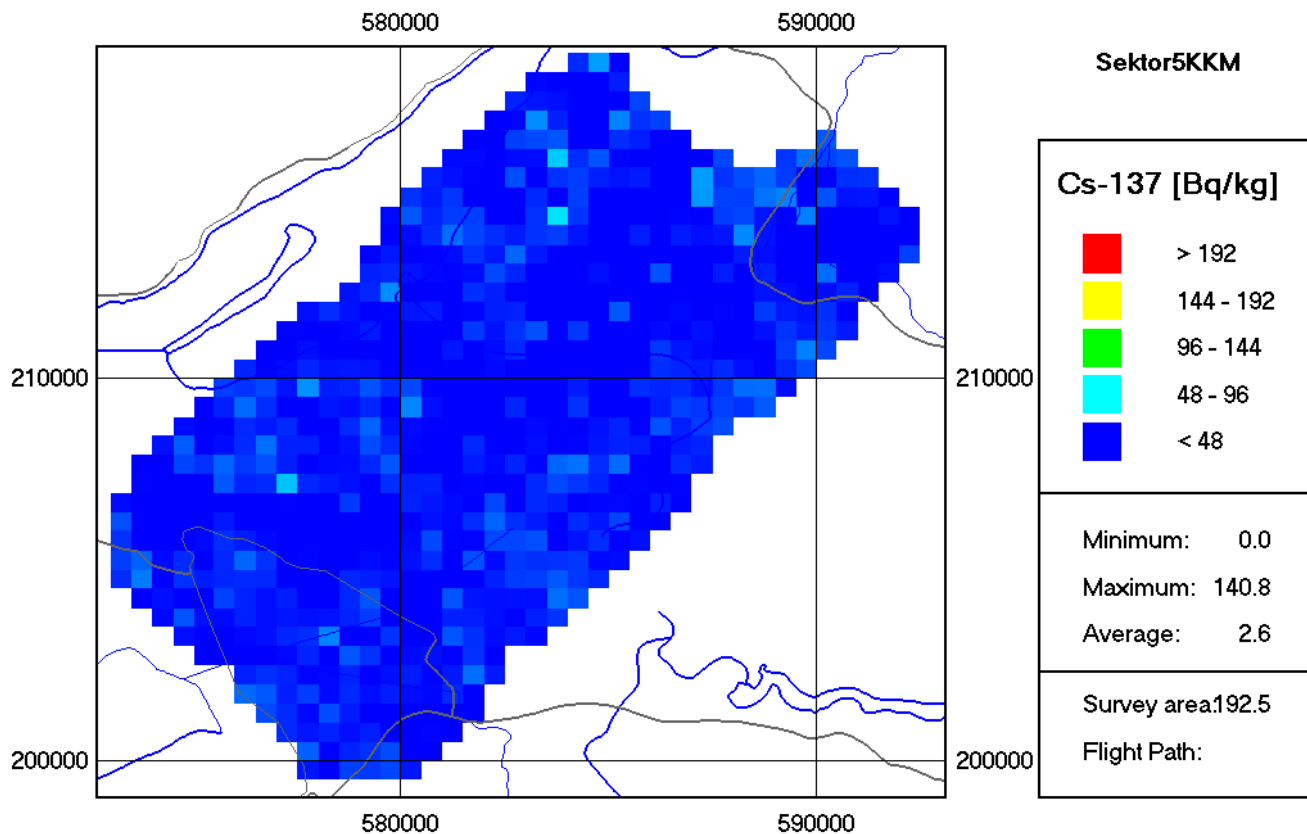 580000 590000
Sektor5KKM
Cs-137 [Bq/kg]
> 192
144 - 192
96 - 144
48 - 96
< 48
210000 210000
Minimum: 0.0
Maximum: 140.8
Average: 2.6
Survey area:192.5
Flight Path:
200000 200000
580000 590000